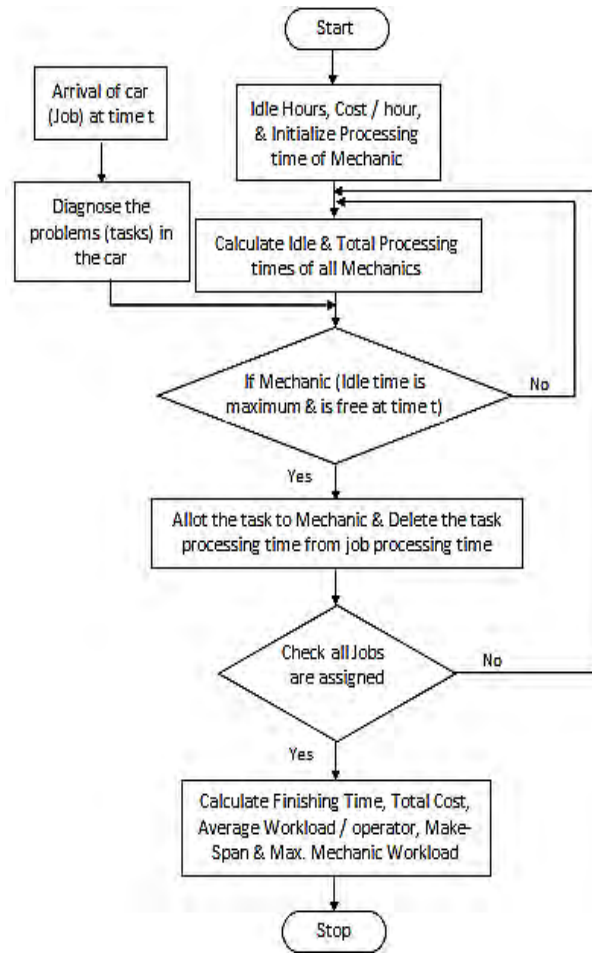 Start
Arrival of car
(Job) at time t
Idle Hours, Cost / hour,
& Initialize Processing
time of Mechanic
Diagnose the
problems (tasks) in
the car
Calculate Idle & Total Processing
times of all Mechanics
If Mechanic (Idle time is
maximum & is free at time t)
No
Yes
Allot the task to Mechanic & Delete the task
processing time from job processing time
Check all Jobs
are assigned
No
Yes
Calculate Finishing Time, Total Cost,
Average Workload / operator, Make-
Span & Max. Mechanic Workload
Stop